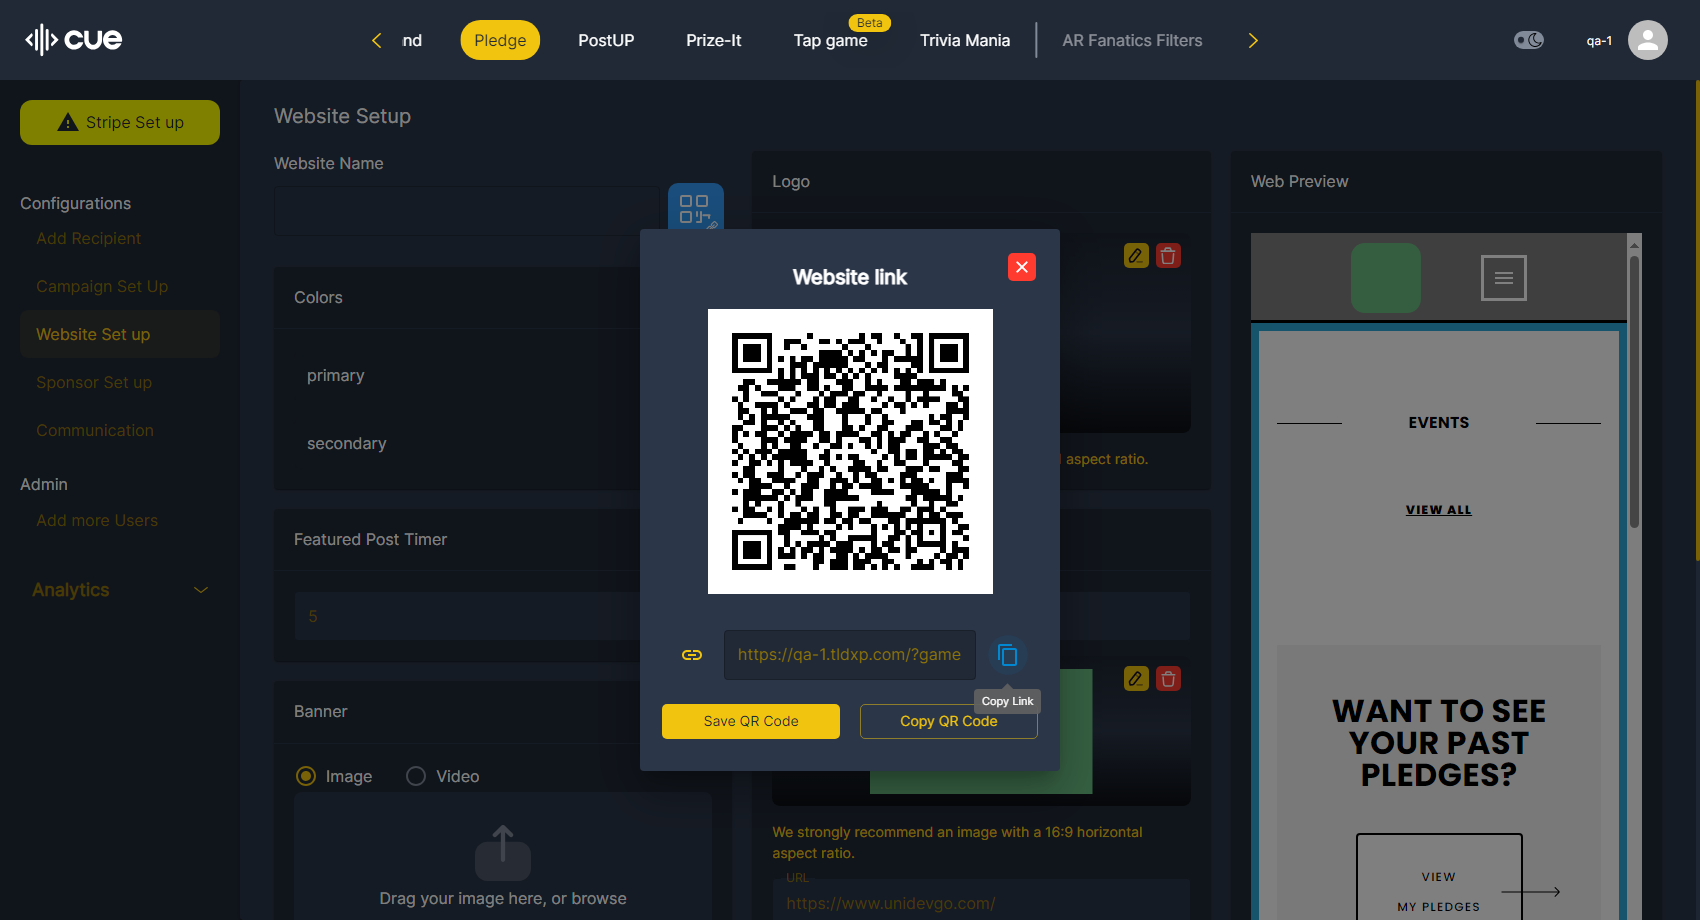 cue
nd
Pledge
PostUP
Prize-It
Beta
Tap game
Trivia Mania
AR Fanatics Filters
qa-1
Stripe Set up
Configurations
Add Recipient
Campaign Set Up
Website Set up
Sponsor Set up
Communication
Admin
Add more Users
Analytics
Website Setup
Website Name
Colors
primary
secondary
Featured Post Timer
5
Banner
Image
Video
Drag your image here, or browse
Logo
aspect ratio.
Website link
https://qa-1.tldxp.com/?game
Copy Link
Save QR Code
Copy QR Code
We strongly recommend an image with a 16:9 horizontal
aspect ratio.
URL
https://www.unidevgo.com/
Web Preview
EVENTS
VIEW ALL
WANT TO SEE
YOUR PAST
PLEDGES?
VIEW
MY PLEDGES